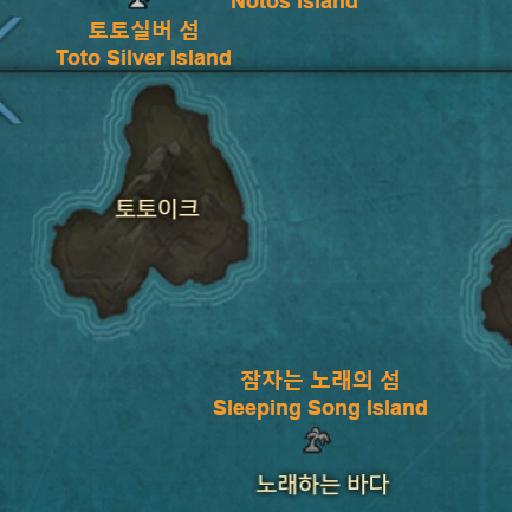 Notos Island
토토실버 섬
Toto Silver Island
토토이크
잠자는 노래의 섬
Sleeping Song Island
노래하는 바다